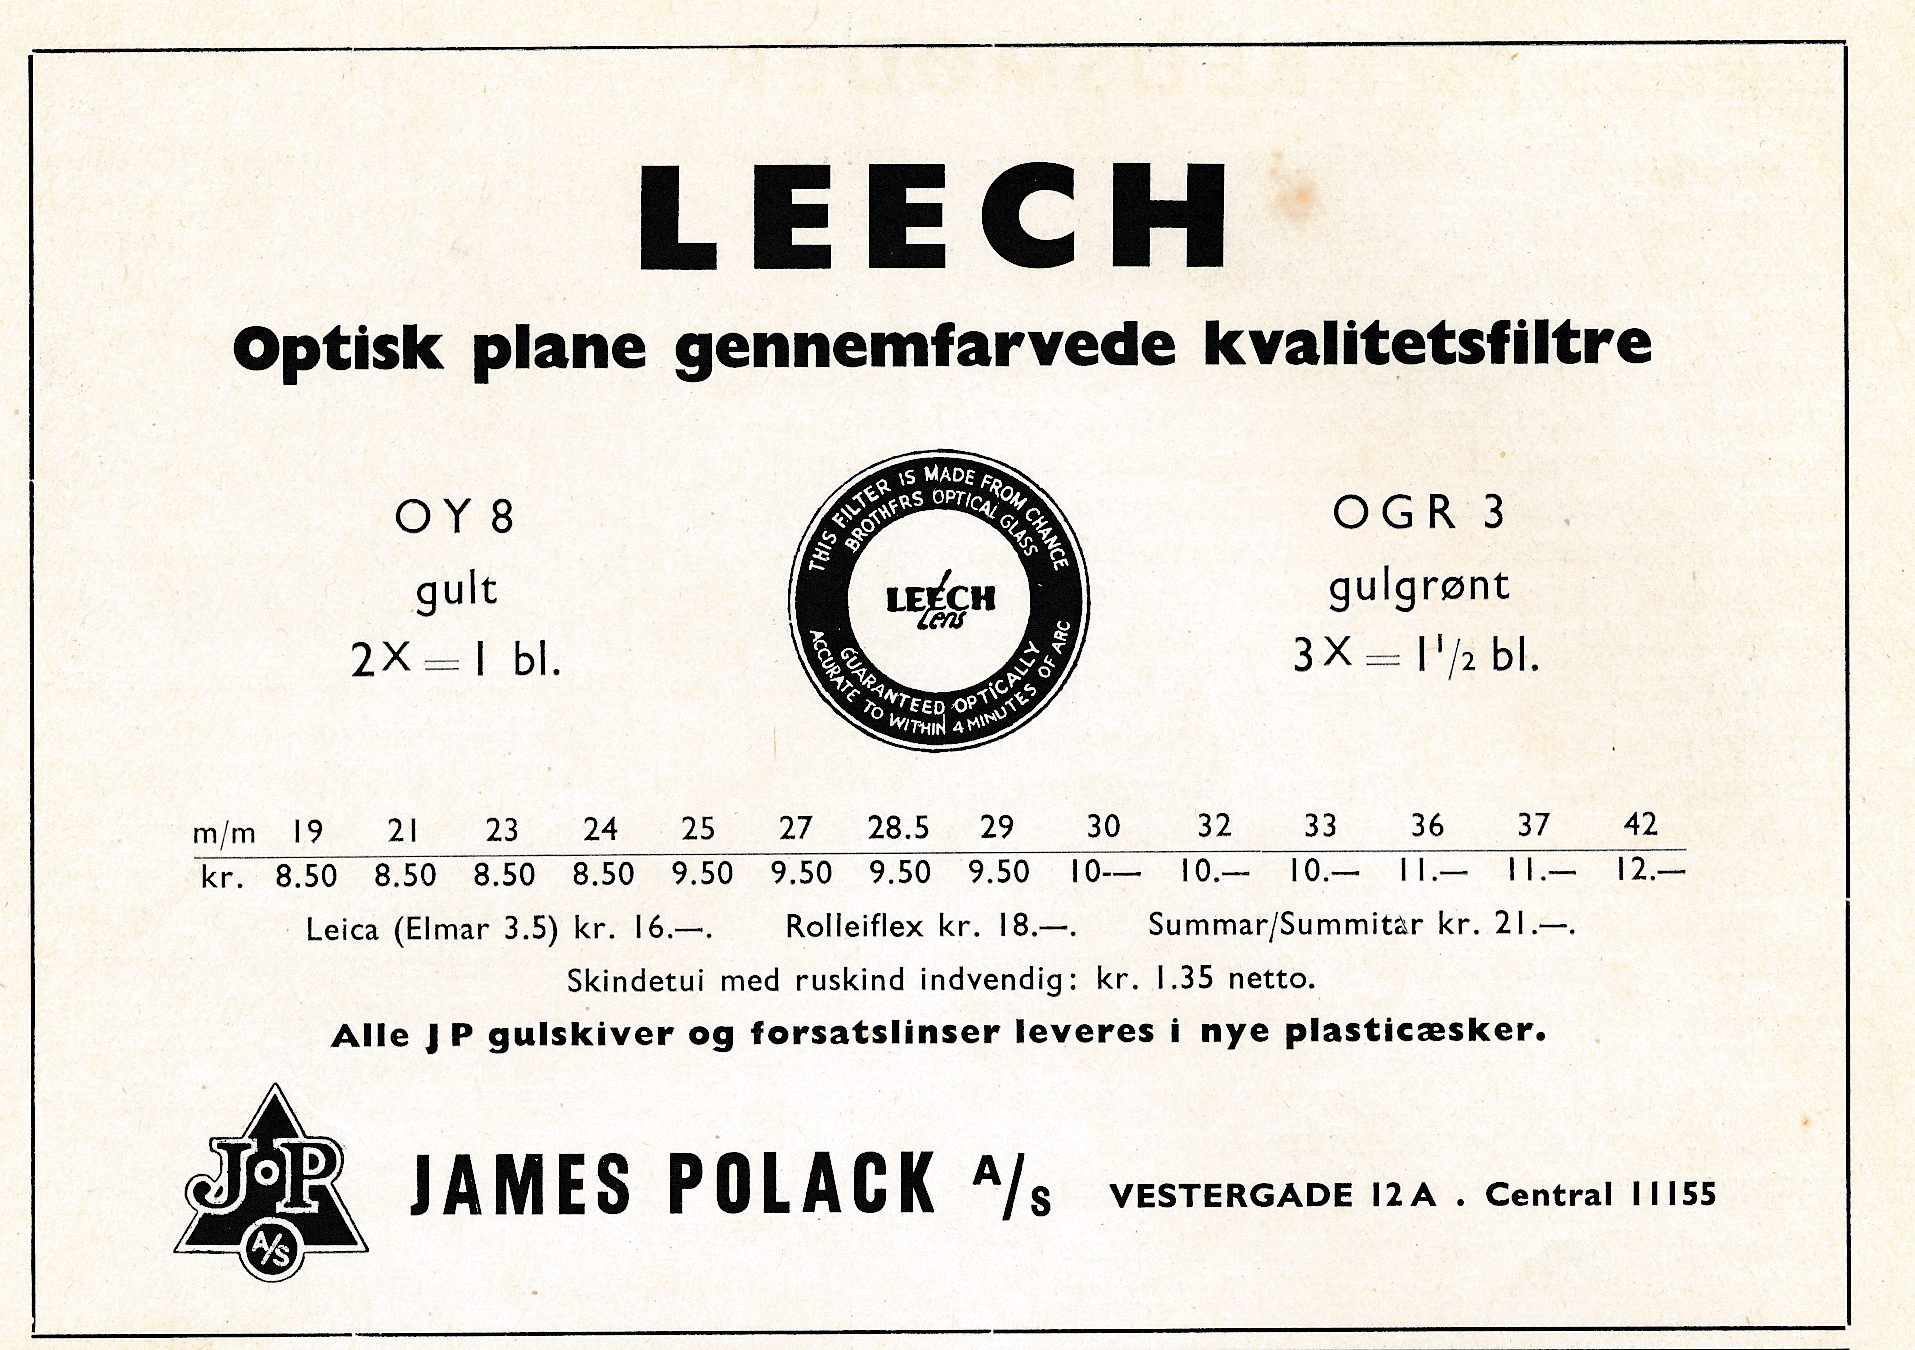 LEECH
Optisk plane gennemfarvede kvalitetsfiltre
OY 8
gult
2X = 1 bl.
THIS FILTER IS MADE FROM CHANCE
BROTHERS OPTICAL GLASS
LEECH
Lens
GUARANTEED OPTICALLY
ACCURATE TO WITHIN 4 MINUTES OF ARC
OGR 3
gulgrønt
3X = 1 1/2 bl.
m/m 19 21 23 24 25 27 28.5 29 30 32 33 36 37 42
kr. 8.50 8.50 8.50 8.50 9.50 9.50 9.50 9.50 10-— 10.— 10.— 11.— 11.— 12.—
Leica (Elmar 3.5) kr. 16.—. Rolleiflex kr. 18.—. Summar/Summitar kr. 21.—.
Skindetui med ruskind indvendig: kr. 1.35 netto.
Alle J P gulskiver og forsatslinser leveres i nye plasticæsker.
JoP
A/S
JAMES POLACK A/S VESTERGADE 12 A . Central 11155